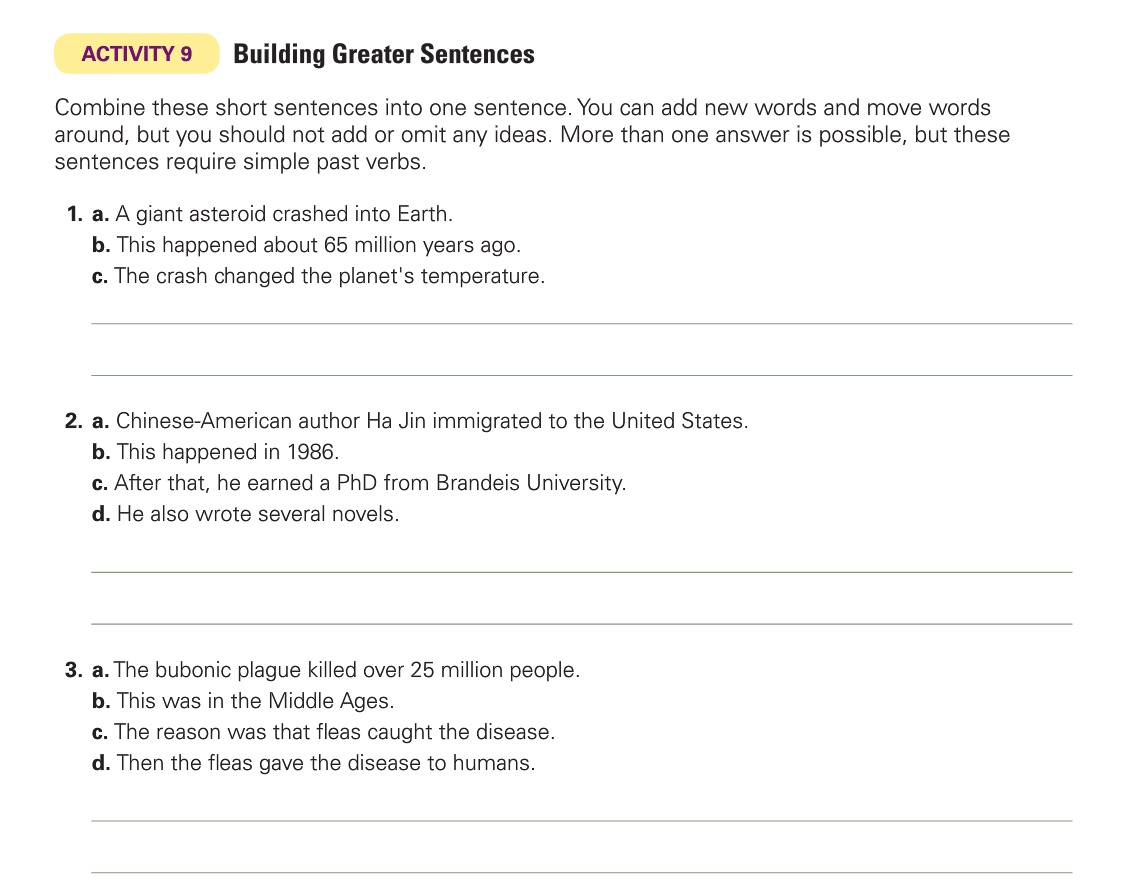 ACTIVITY 9 Building Greater Sentences
Combine these short sentences into one sentence. You can add new words and move words
around, but you should not add or omit any ideas. More than one answer is possible, but these
sentences require simple past verbs.
1. a. A giant asteroid crashed into Earth.
b. This happened about 65 million years ago.
c. The crash changed the planet's temperature.
2. a. Chinese-American author Ha Jin immigrated to the United States.
b. This happened in 1986.
c. After that, he earned a PhD from Brandeis University.
d. He also wrote several novels.
3. a. The bubonic plague killed over 25 million people.
b. This was in the Middle Ages.
c. The reason was that fleas caught the disease.
d. Then the fleas gave the disease to humans.